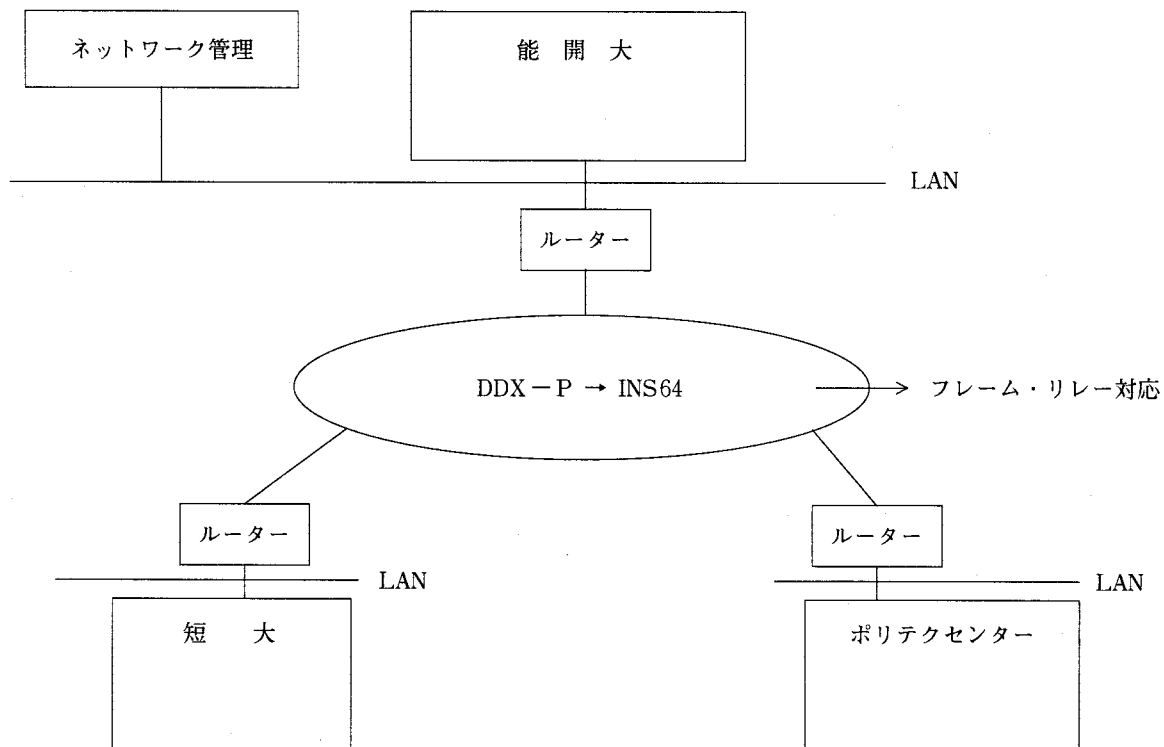 ネットワーク管理
能 開 大
LAN
ルーター
DDX－P → INS64
フレーム・リレー対応
ルーター
ルーター
LAN
LAN
短 大
ポリテクセンター